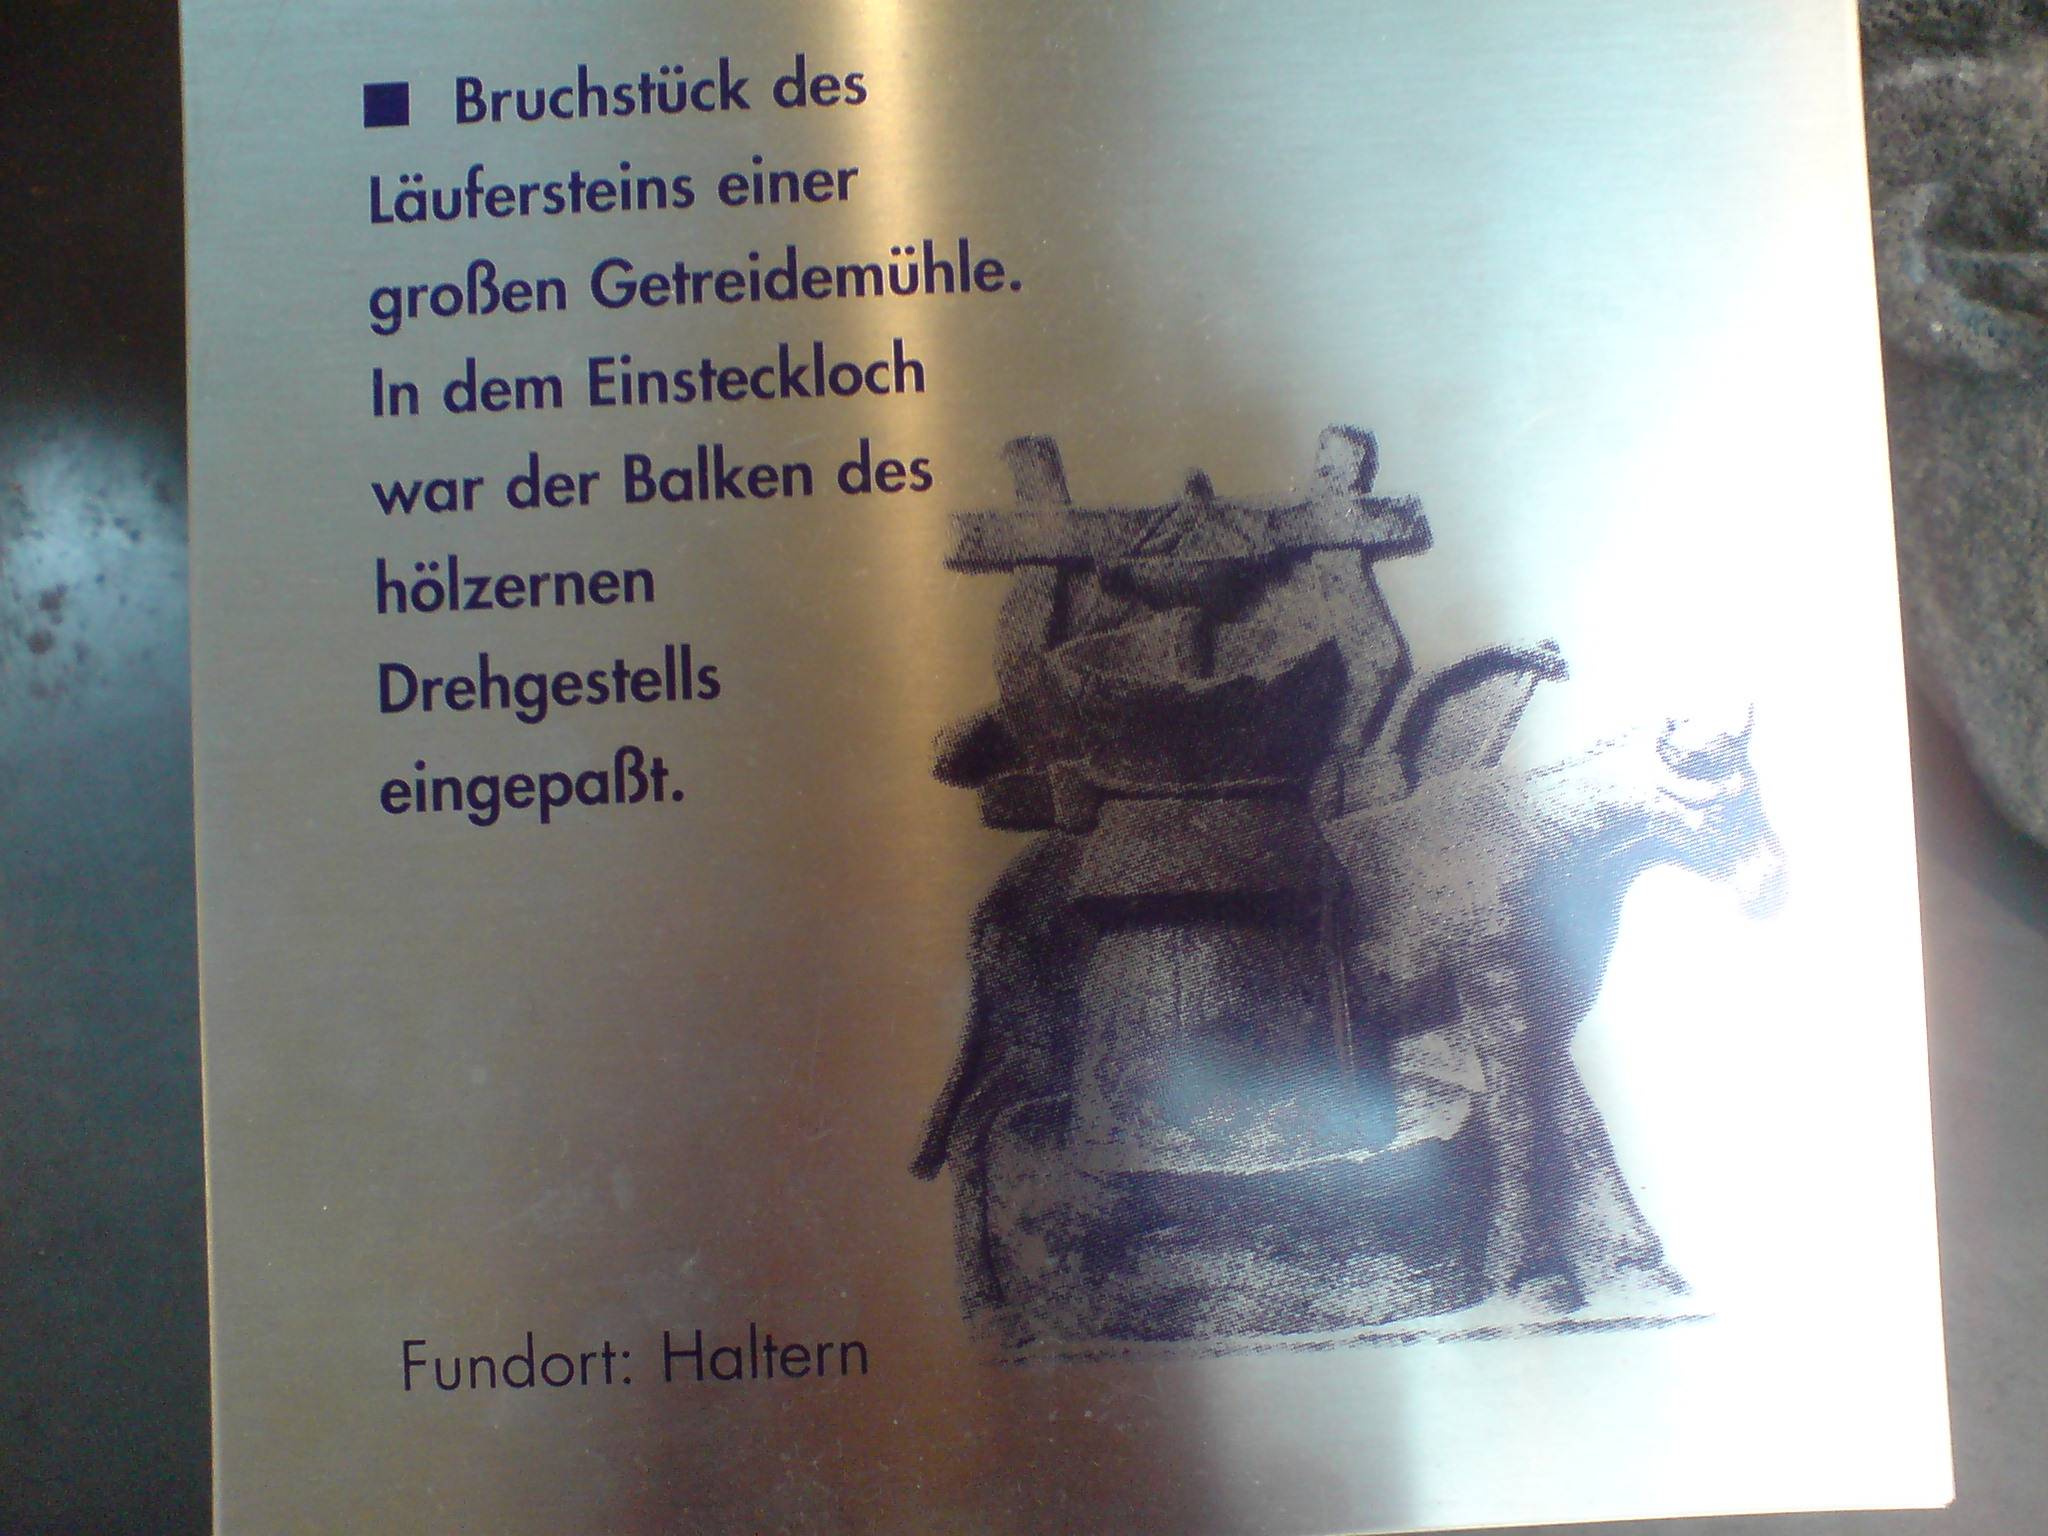 ■ Bruchstück des
Läufersteins einer
großen Getreidemühle.
In dem Einsteckloch
war der Balken des
hölzernen
Drehgestells
eingepaßt.
Fundort: Haltern